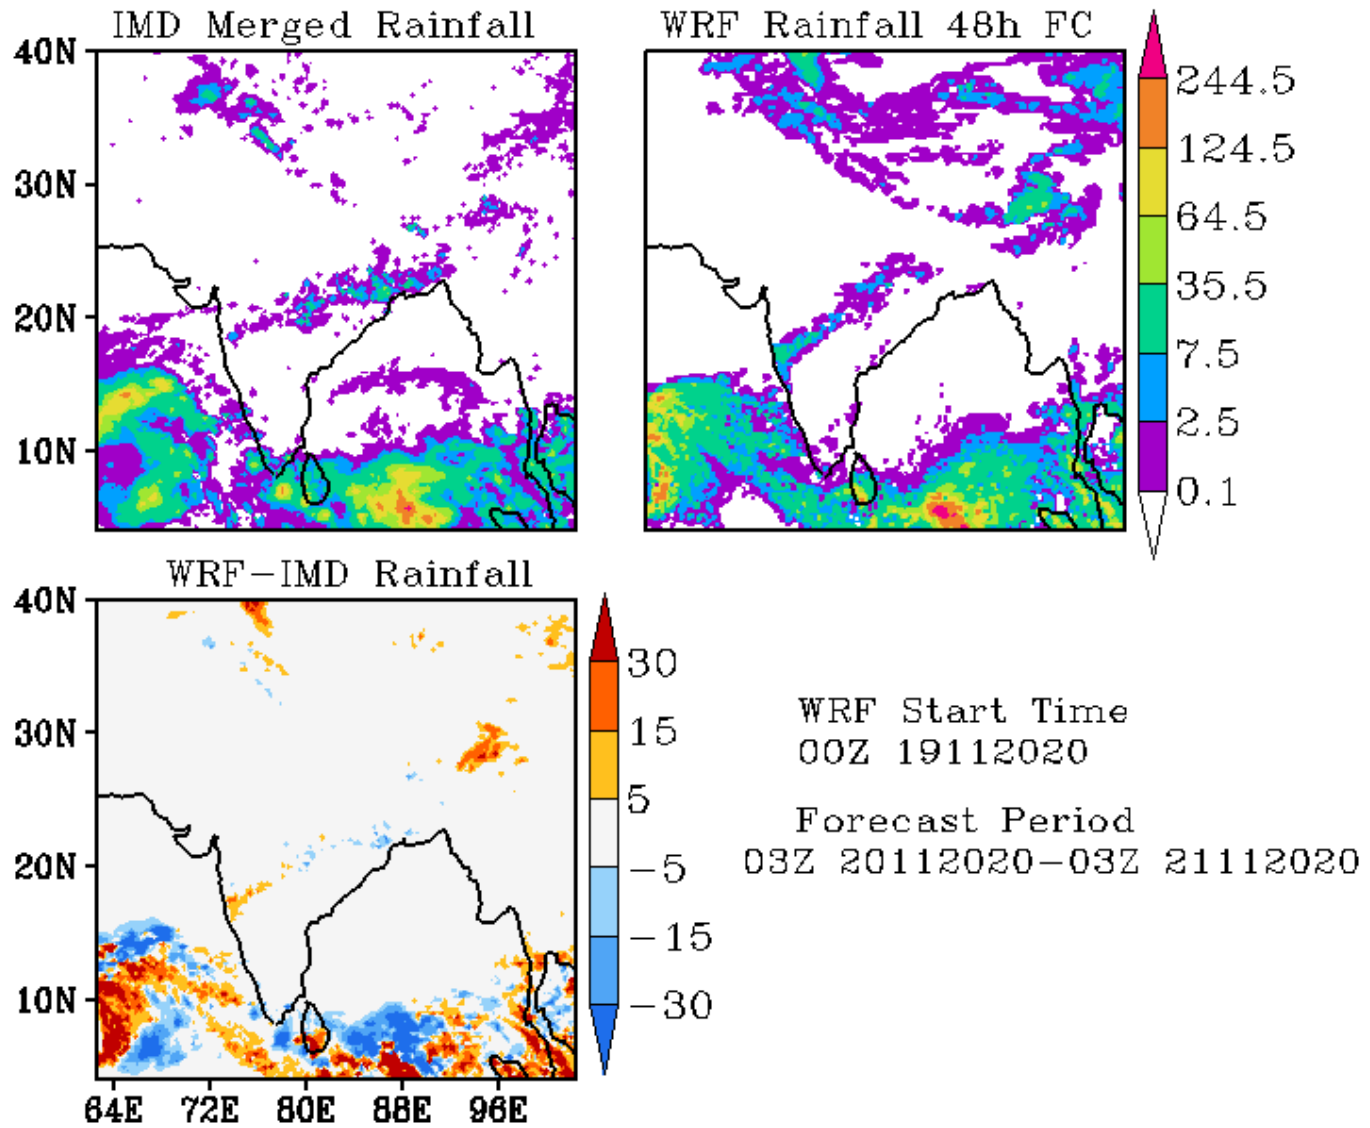 IMD Merged Rainfall
WRF Rainfall 48h FC
40N
30N
20N
10N
244.5
124.5
64.5
35.5
7.5
2.5
0.1
WRF-IMD Rainfall
40N
30N
20N
10N
64E 72E 80E 88E 96E
30
15
5
-5
-15
-30
WRF Start Time
00Z 19112020
Forecast Period
03Z 20112020-03Z 21112020